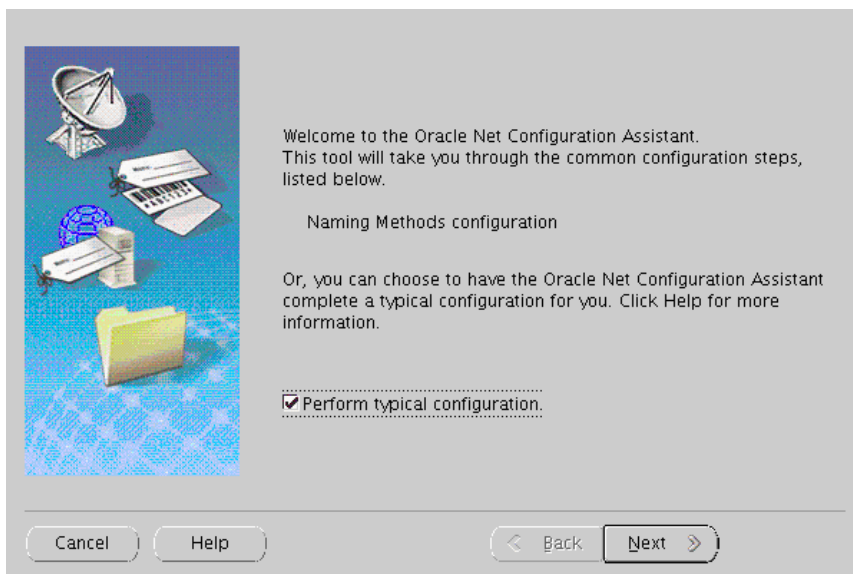 Welcome to the Oracle Net Configuration Assistant.
This tool will take you through the common configuration steps,
listed below.
Naming Methods configuration
Or, you can choose to have the Oracle Net Configuration Assistant
complete a typical configuration for you. Click Help for more
information.
Perform typical configuration.
Cancel
Help
Back
Next